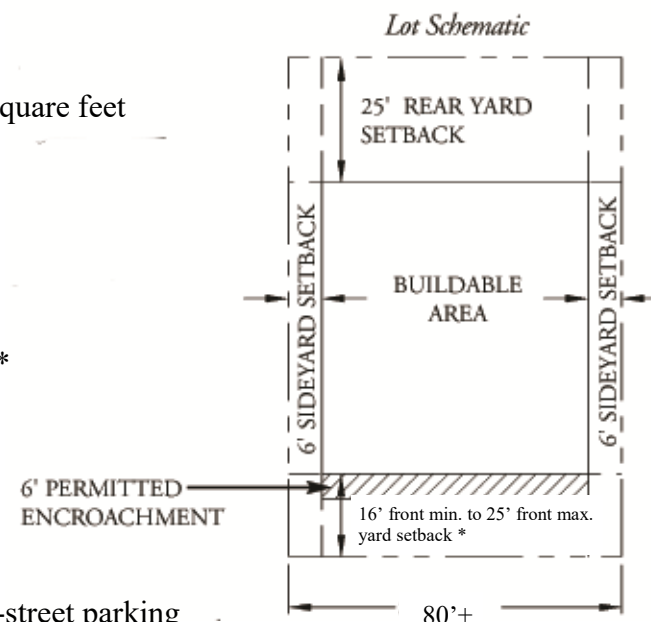 Lot Schematic
quare feet
25' REAR YARD
SETBACK
6' SIDEYARD SETBACK
BUILDABLE
AREA
6' SIDEYARD SETBACK
*
6' PERMITTED
ENCROACHMENT
16' front min. to 25' front max.
yard setback *
-street parking
80'+